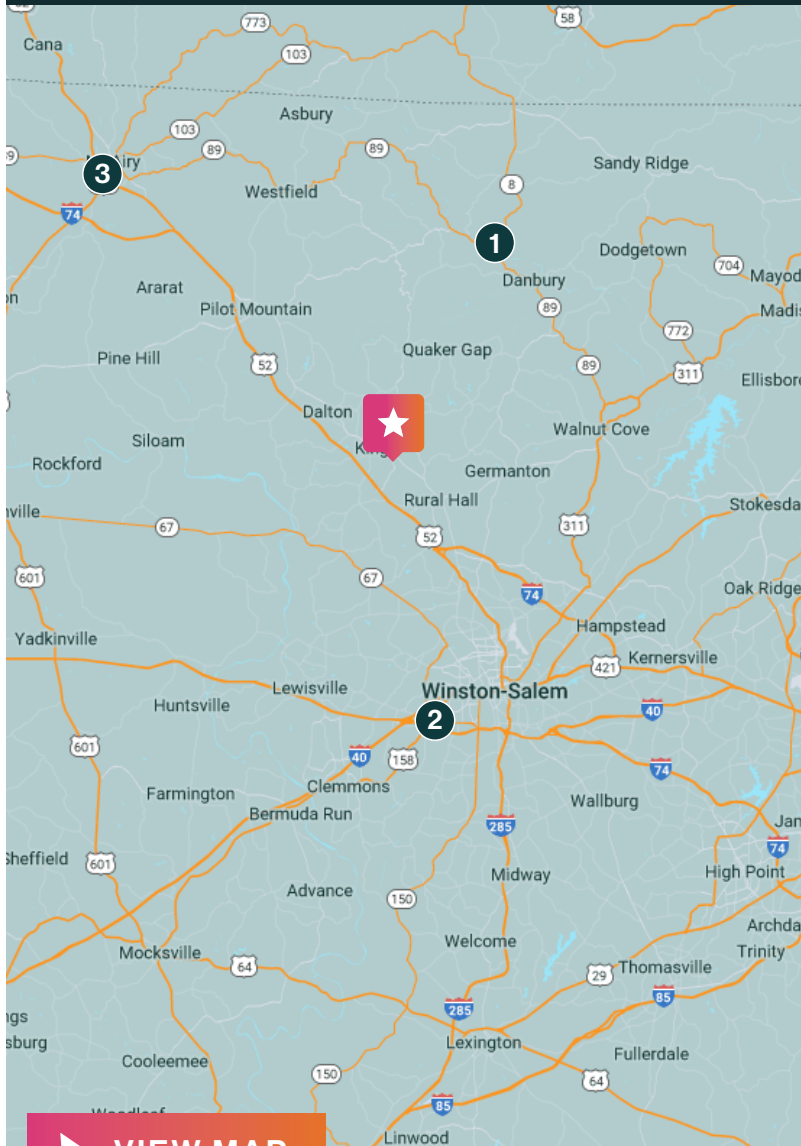 773
58
Cana
103
Asbury
103
89
89
Sandy Ridge
3
Westfield
8
74
1
Dodgetown
704
Danbury
Ararat
Pilot Mountain
89
772
Quaker Gap
Pine Hill
52
89
311
Dalton
Siloam
Walnut Cove
Rockford
Germanton
Rural Hall
67
52
311
601
67
74
Oak Ridge
Hampstead
Yadkinville
421
Kernersville
Lewisville
Winston-Salem
Huntsville
40
2
601
40
158
74
Clemmons
Farmington
Wallburg
Bermuda Run
285
74
601
Midway
High Point
Advance
150
Welcome
Trinity
Mocksville
64
Thomasville
29
85
285
Lexington
Fullerdale
Cooleemee
150
64
85
Linwood
VIEW MAP